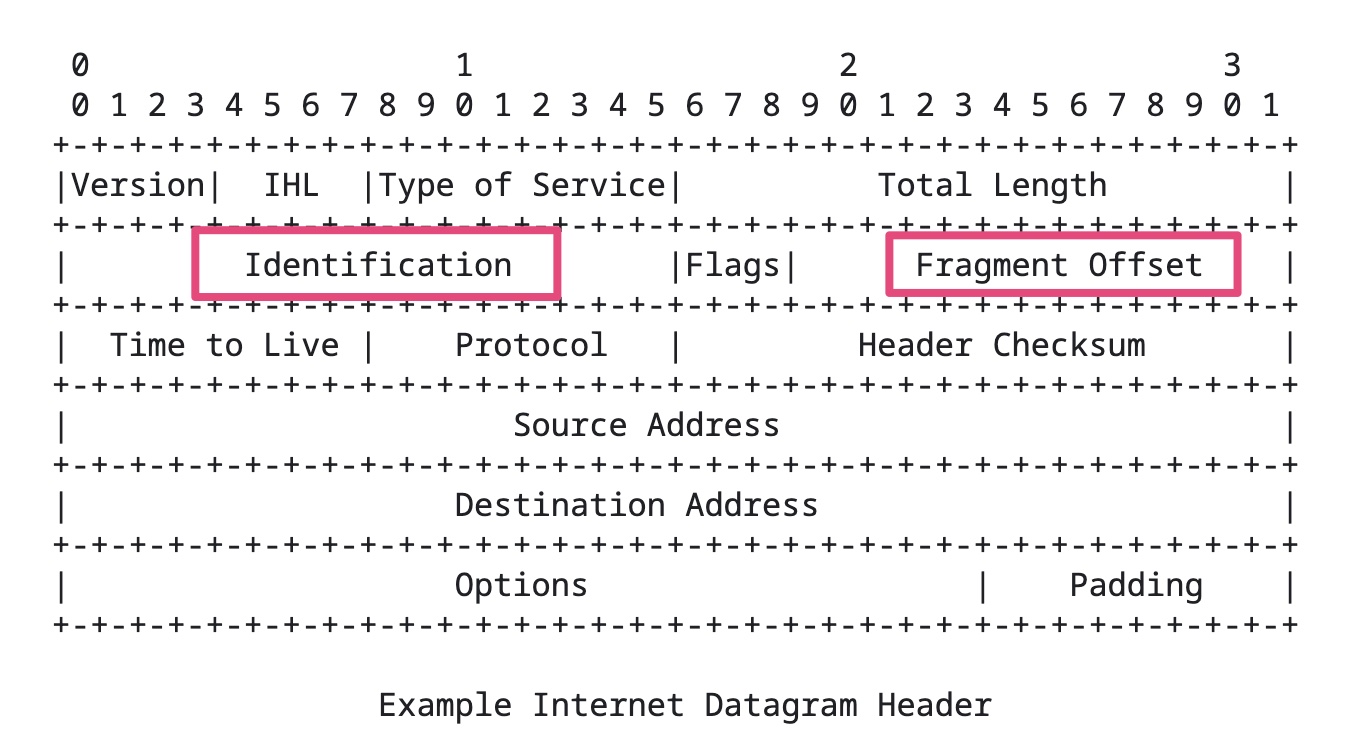 0 1 2 3
0 1 2 3 4 5 6 7 8 9 0 1 2 3 4 5 6 7 8 9 0 1 2 3 4 5 6 7 8 9 0 1
+-+-+-+-+-+-+-+-+-+-+-+-+-+-+-+-+-+-+-+-+-+-+-+-+-+-+-+-+-+-+-+-+
|Version| IHL |Type of Service| Total Length |
+-+-+-+-+-+-+-+-+-+-+-+-+-+-+-+-+-+-+-+-+-+-+-+-+-+-+-+-+-+-+-+-+
| Identification |Flags| Fragment Offset |
+-+-+-+-+-+-+-+-+-+-+-+-+-+-+-+-+-+-+-+-+-+-+-+-+-+-+-+-+-+-+-+-+
| Time to Live | Protocol | Header Checksum |
+-+-+-+-+-+-+-+-+-+-+-+-+-+-+-+-+-+-+-+-+-+-+-+-+-+-+-+-+-+-+-+-+
| Source Address |
+-+-+-+-+-+-+-+-+-+-+-+-+-+-+-+-+-+-+-+-+-+-+-+-+-+-+-+-+-+-+-+-+
| Destination Address |
+-+-+-+-+-+-+-+-+-+-+-+-+-+-+-+-+-+-+-+-+-+-+-+-+-+-+-+-+-+-+-+-+
| Options | Padding |
+-+-+-+-+-+-+-+-+-+-+-+-+-+-+-+-+-+-+-+-+-+-+-+-+-+-+-+-+-+-+-+-+
Example Internet Datagram Header